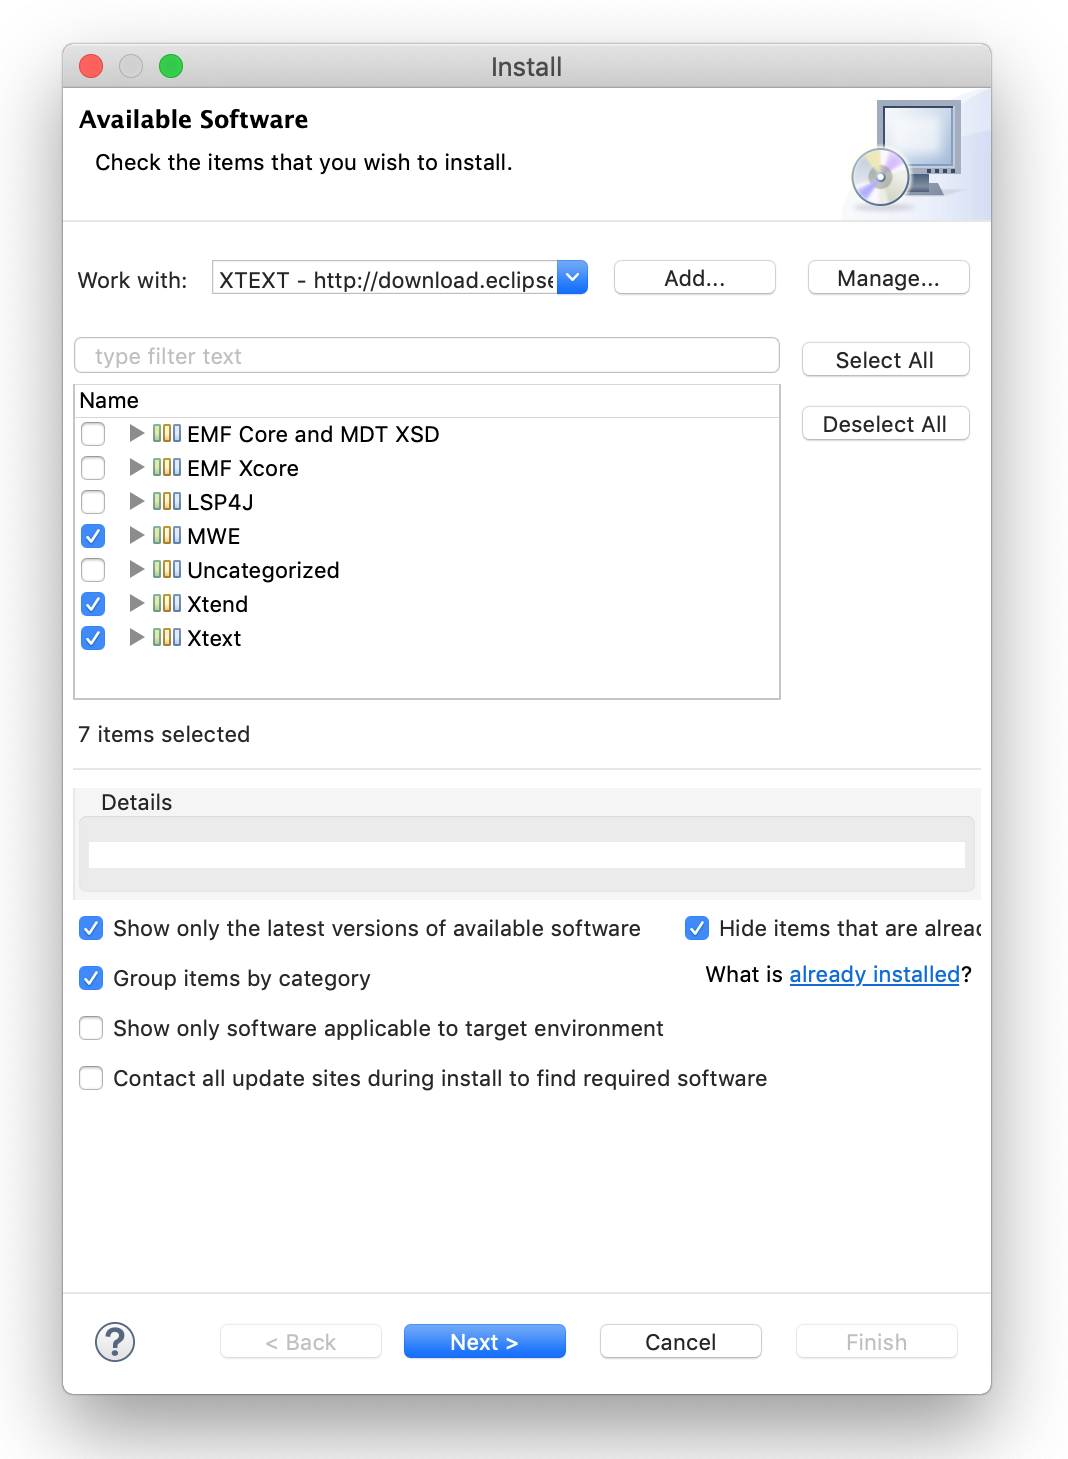 Install
Available Software
Check the items that you wish to install.
Work with: XTEXT - http://download.eclipse Add... Manage...
type filter text
Select All
Name
Deselect All
EMF Core and MDT XSD
EMF Xcore
LSP4J
MWE
Uncategorized
Xtend
Xtext
7 items selected
Details
Show only the latest versions of available software Hide items that are alrea
Group items by category What is already installed?
Show only software applicable to target environment
Contact all update sites during install to find required software
? < Back Next > Cancel Finish